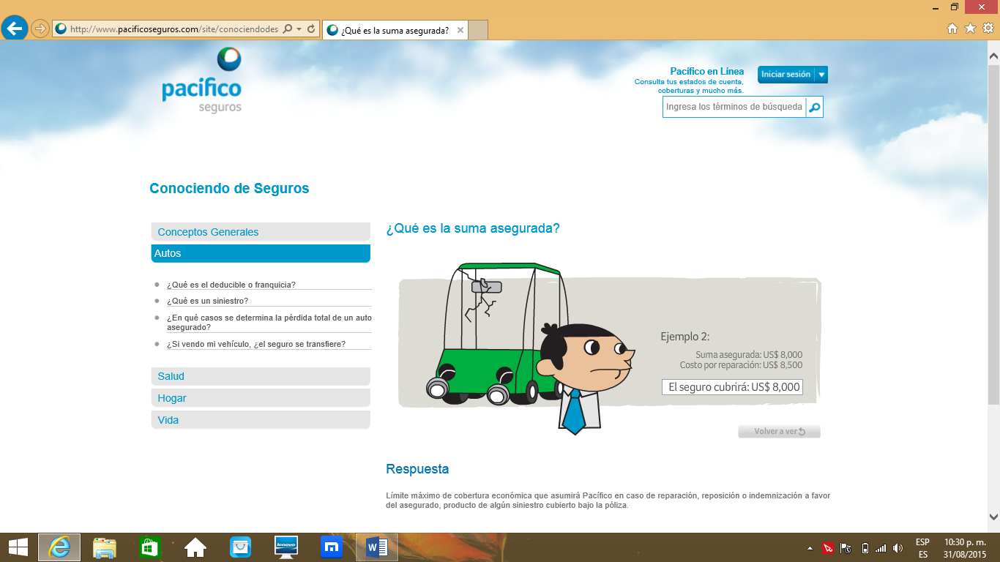 http://www.pacificoseguros.com/site/conociendodes
¿Qué es la suma asegurada?
pacífico
seguros
Pacífico en Línea
Consulta tus estados de cuenta,
coberturas y mucho más.
Iniciar sesión
Ingresa los términos de búsqueda
Conociendo de Seguros
Conceptos Generales
Autos
¿Qué es el deducible o franquicia?
¿Qué es un siniestro?
¿En qué casos se determina la pérdida total de un auto
asegurado?
¿Si vendo mi vehículo, ¿el seguro se transfiere?
Salud
Hogar
Vida
¿Qué es la suma asegurada?
Ejemplo 2:
Suma asegurada: US$ 8,000
Costo por reparación: US$ 8,500
El seguro cubrirá: US$ 8,000
Volver a ver
Respuesta
Límite máximo de cobertura económica que asumirá Pacífico en caso de reparación, reposición o indemnización a favor
del asegurado, producto de algún siniestro cubierto bajo la póliza.
lenovo
m
W
ESP
ES
10:30 p. m.
31/08/2015